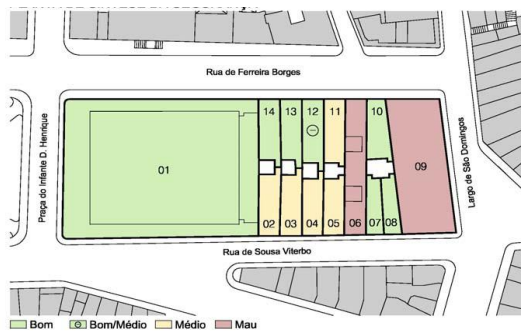 Rua de Ferreira Borges
Praça do Infante D. Henrique
01
14
13
12
11
10
09
02
03
04
05
06
07
08
Largo de São Domingos
Rua de Sousa Viterbo
Bom
Bom/Médio
Médio
Mau